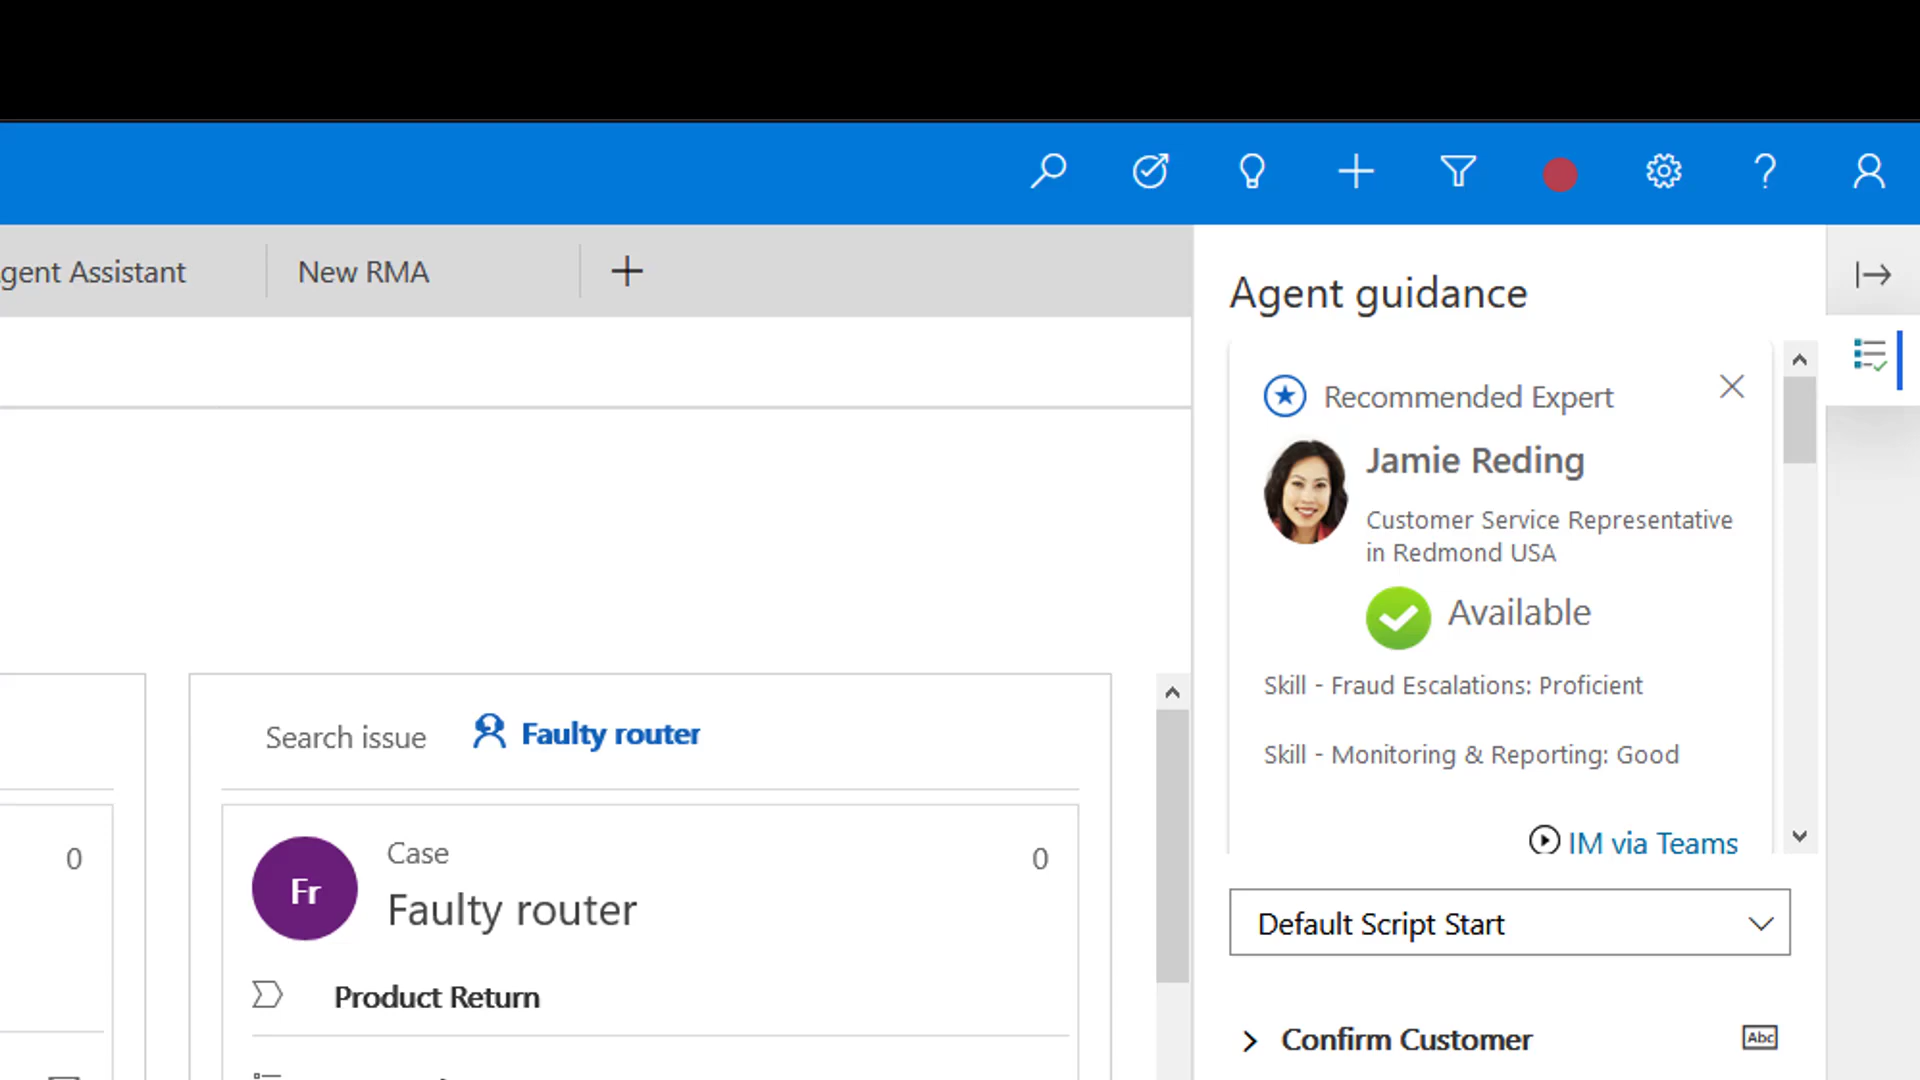 gent Assistant
New RMA
Agent guidance
Recommended Expert
Jamie Reding
Customer Service Representative
in Redmond USA
Available
Skill - Fraud Escalations: Proficient
Skill - Monitoring & Reporting: Good
IM via Teams
Default Script Start
Confirm Customer
Abc
Search issue
Faulty router
0
Fr
Case
0
Faulty router
Product Return